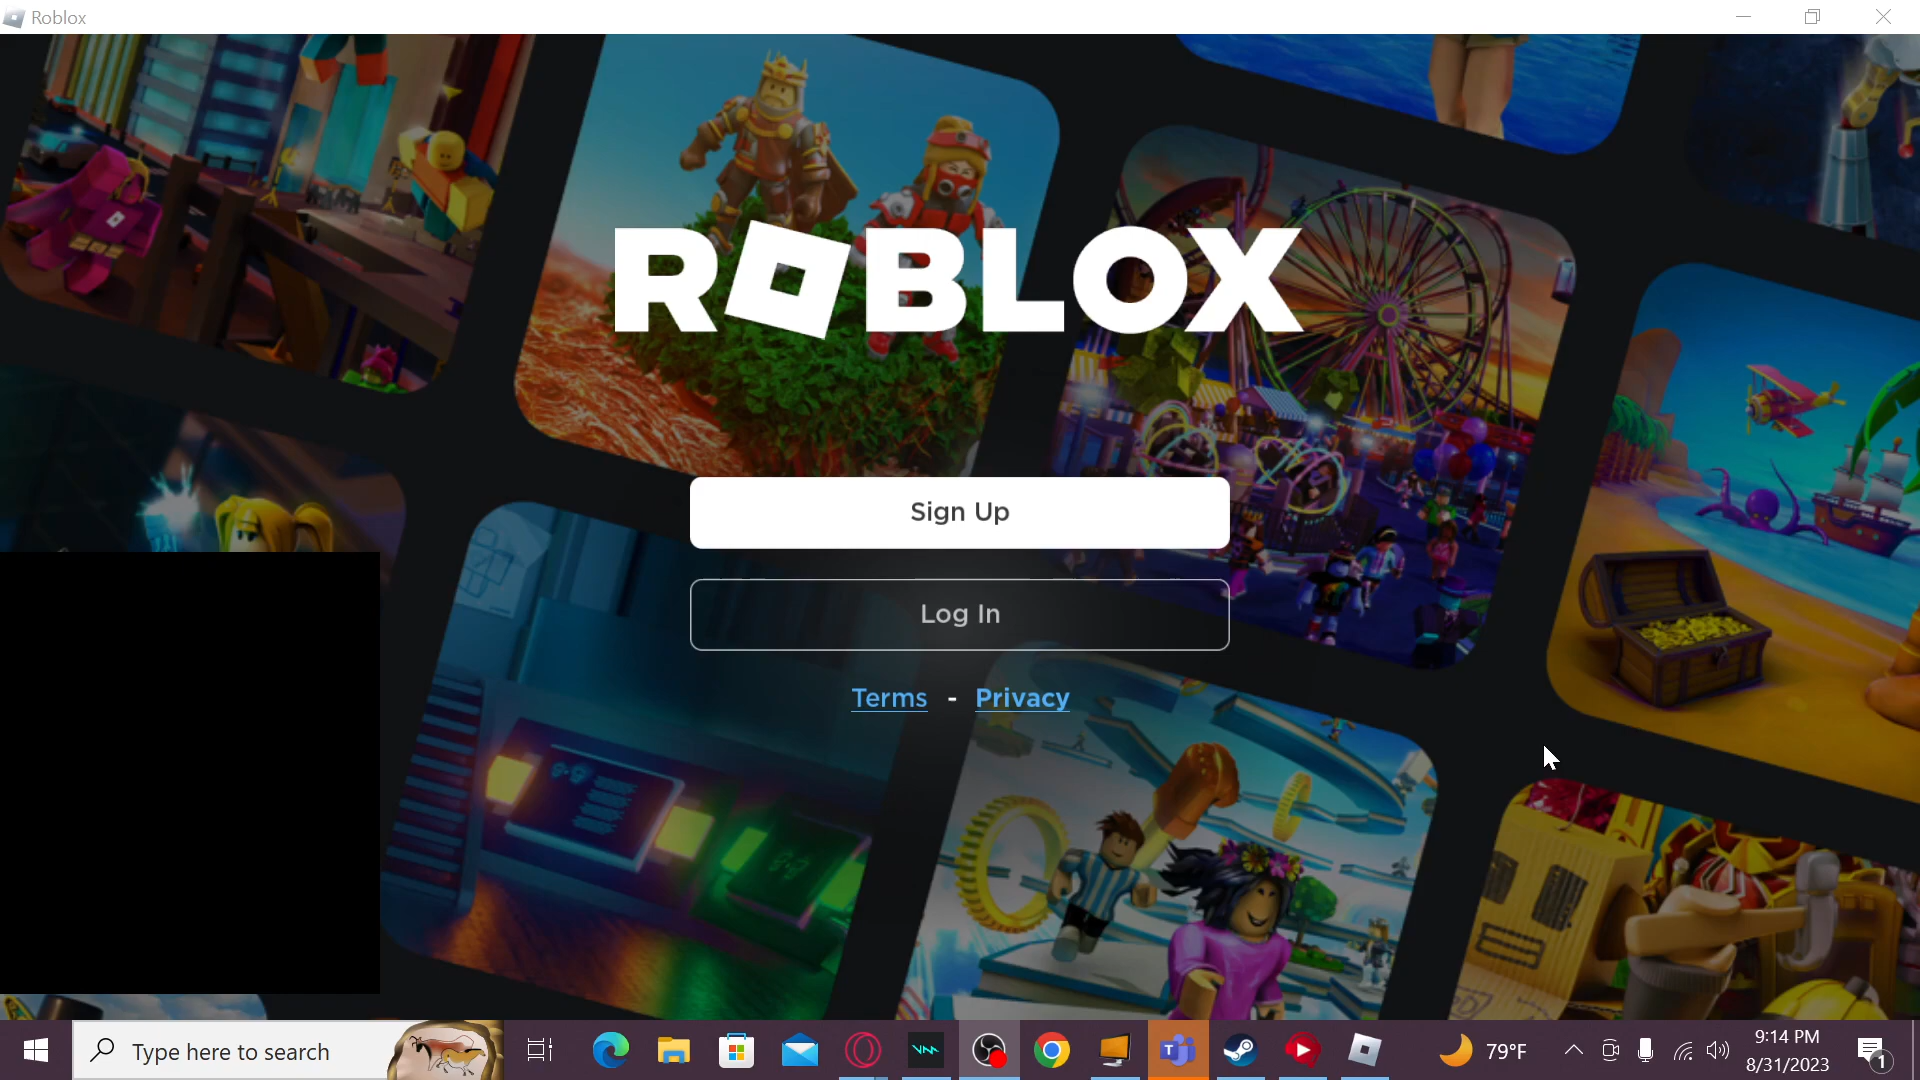 Roblox
ROBLOX
Sign Up
Log In
Terms - Privacy
Type here to search
79°F
9:14 PM
8/31/2023
1